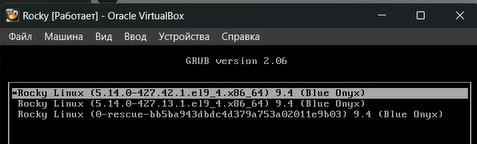 Rocky [Работает] - Oracle VirtualBox
Файл Машина Вид Ввод Устройства Справка
GRUB version 2.06
*Rocky Linux (5.14.0-427.42.1.el9_4.x86_64) 9.4 (Blue Onyx)
Rocky Linux (5.14.0-427.13.1.el9_4.x86_64) 9.4 (Blue Onyx)
Rocky Linux (0-rescue-bb5ba943dbdc4d379a753a02011e9b03) 9.4 (Blue Onyx)